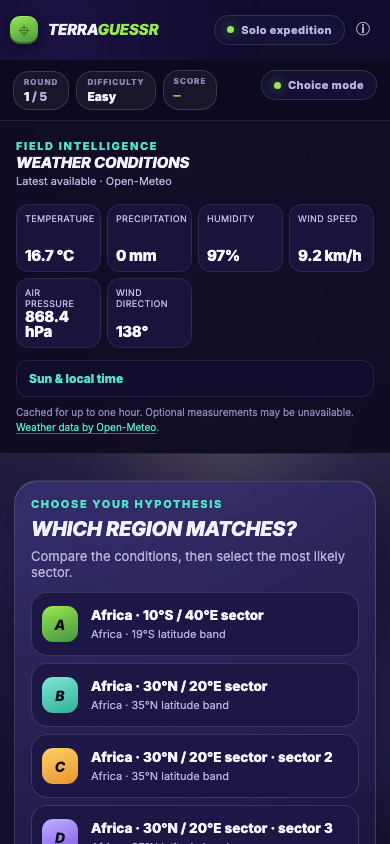 TERRAGUESSR
Solo expedition
ROUND
1 / 5
DIFFICULTY
Easy
SCORE
–
Choice mode
FIELD INTELLIGENCE
WEATHER CONDITIONS
Latest available · Open-Meteo
TEMPERATURE
16.7 °C
PRECIPITATION
0 mm
HUMIDITY
97%
WIND SPEED
9.2 km/h
AIR
PRESSURE
868.4
hPa
WIND
DIRECTION
138°
Sun & local time
Cached for up to one hour. Optional measurements may be unavailable.
Weather data by Open-Meteo.
CHOOSE YOUR HYPOTHESIS
WHICH REGION MATCHES?
Compare the conditions, then select the most likely
sector.
A
Africa · 10°S / 40°E sector
Africa · 19°S latitude band
B
Africa · 30°N / 20°E sector
Africa · 35°N latitude band
C
Africa · 30°N / 20°E sector · sector 2
Africa · 35°N latitude band
D
Africa · 30°N / 20°E sector · sector 3